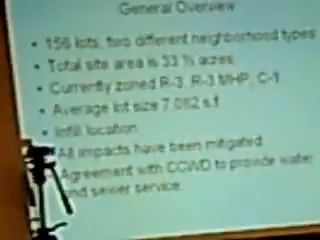 General Overview
• 156 lots, two different neighborhood types
• Total site area is 33 ½ acres
• Currently zoned R-3, R-3 MHP, C-1
• Average lot size 7,082 s.f.
• Infill location
All impacts have been mitigated
Agreement with CCWD to provide water
and sewer service